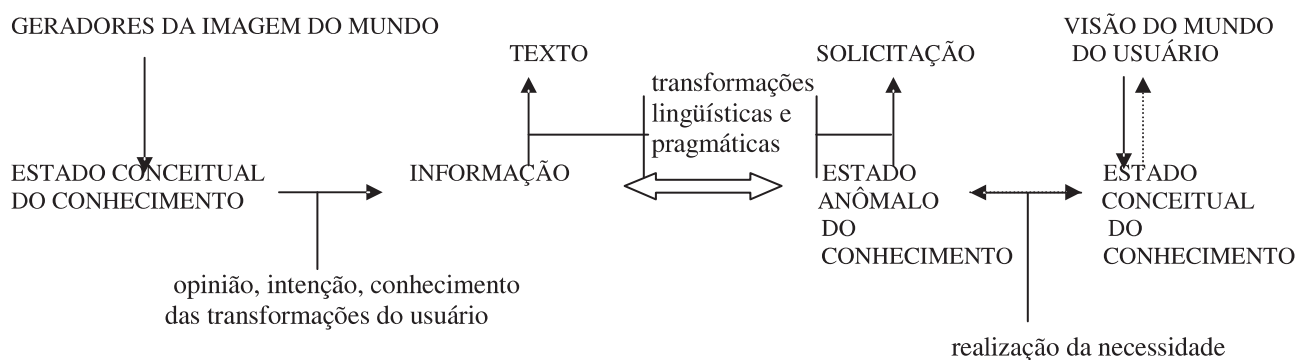 GERADORES DA IMAGEM DO MUNDO
VISÃO DO MUNDO
DO USUÁRIO
TEXTO
SOLICITAÇÃO
transformações
lingüísticas e
pragmáticas
ESTADO CONCEITUAL
DO CONHECIMENTO
INFORMAÇÃO
ESTADO
ANÔMALO
DO
CONHECIMENTO
ESTADO
CONCEITUAL
DO
CONHECIMENTO
opinião, intenção, conhecimento
das transformações do usuário
realização da necessidade